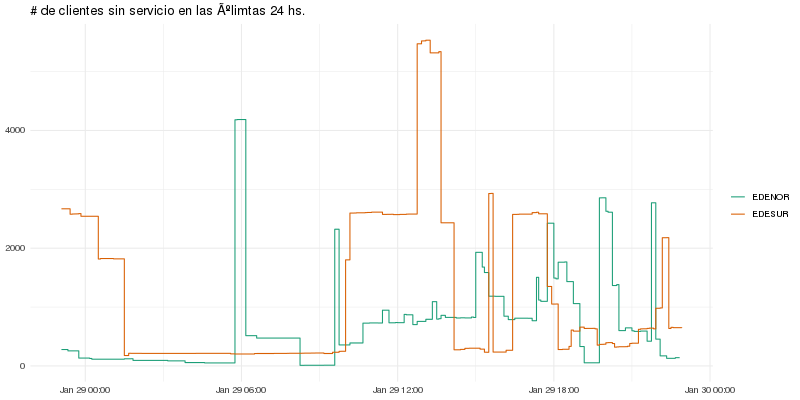 # de clientes sin servicio en las Ãºlimtas 24 hs.
4000
2000
0
Jan 29 00:00
Jan 29 06:00
Jan 29 12:00
Jan 29 18:00
Jan 30 00:00
EDENOR
EDESUR